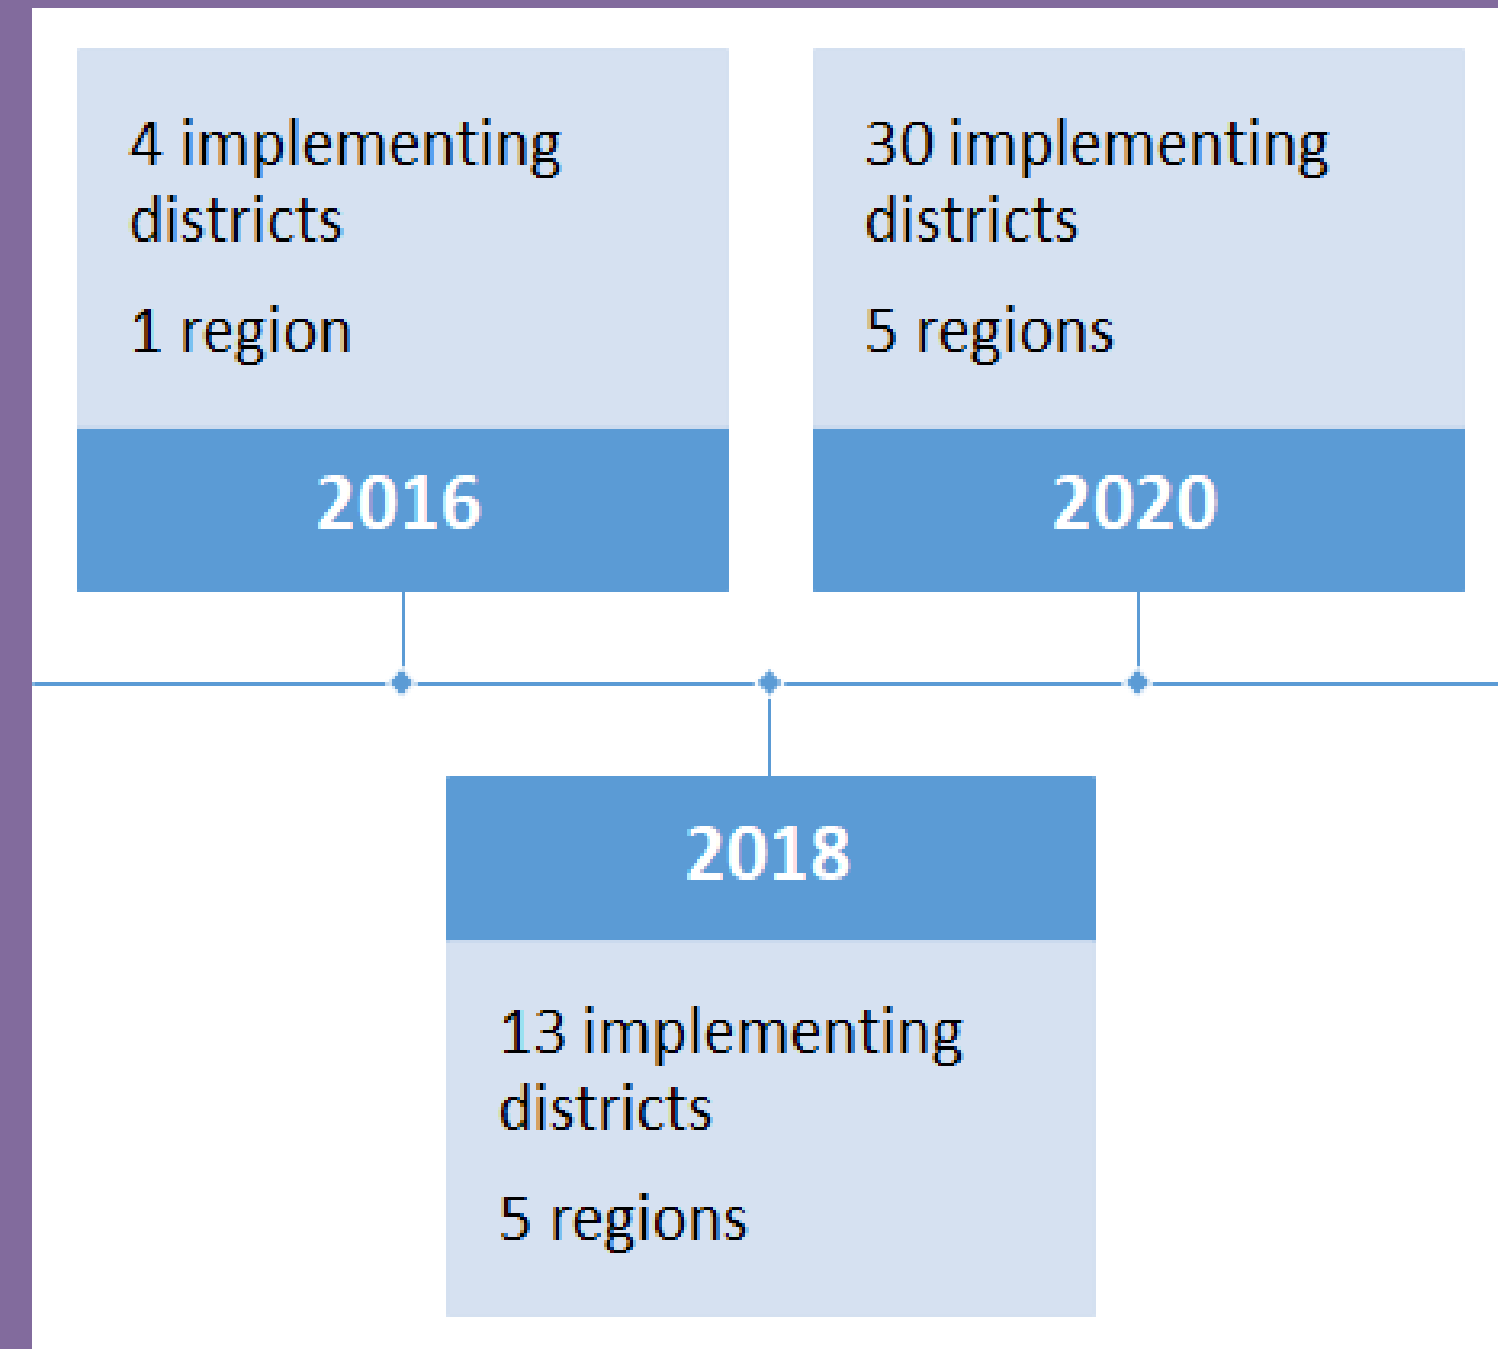 4 implementing
districts
1 region
2016
30 implementing
districts
5 regions
2020
2018
13 implementing
districts
5 regions